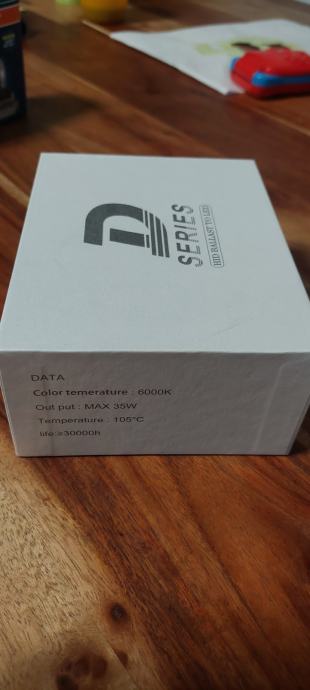 D
SERIES
HID BALLAST TO LED
DATA
Color temerature : 6000K
Out put : MAX 35W
Temperature : 105°C
life:≥30000h